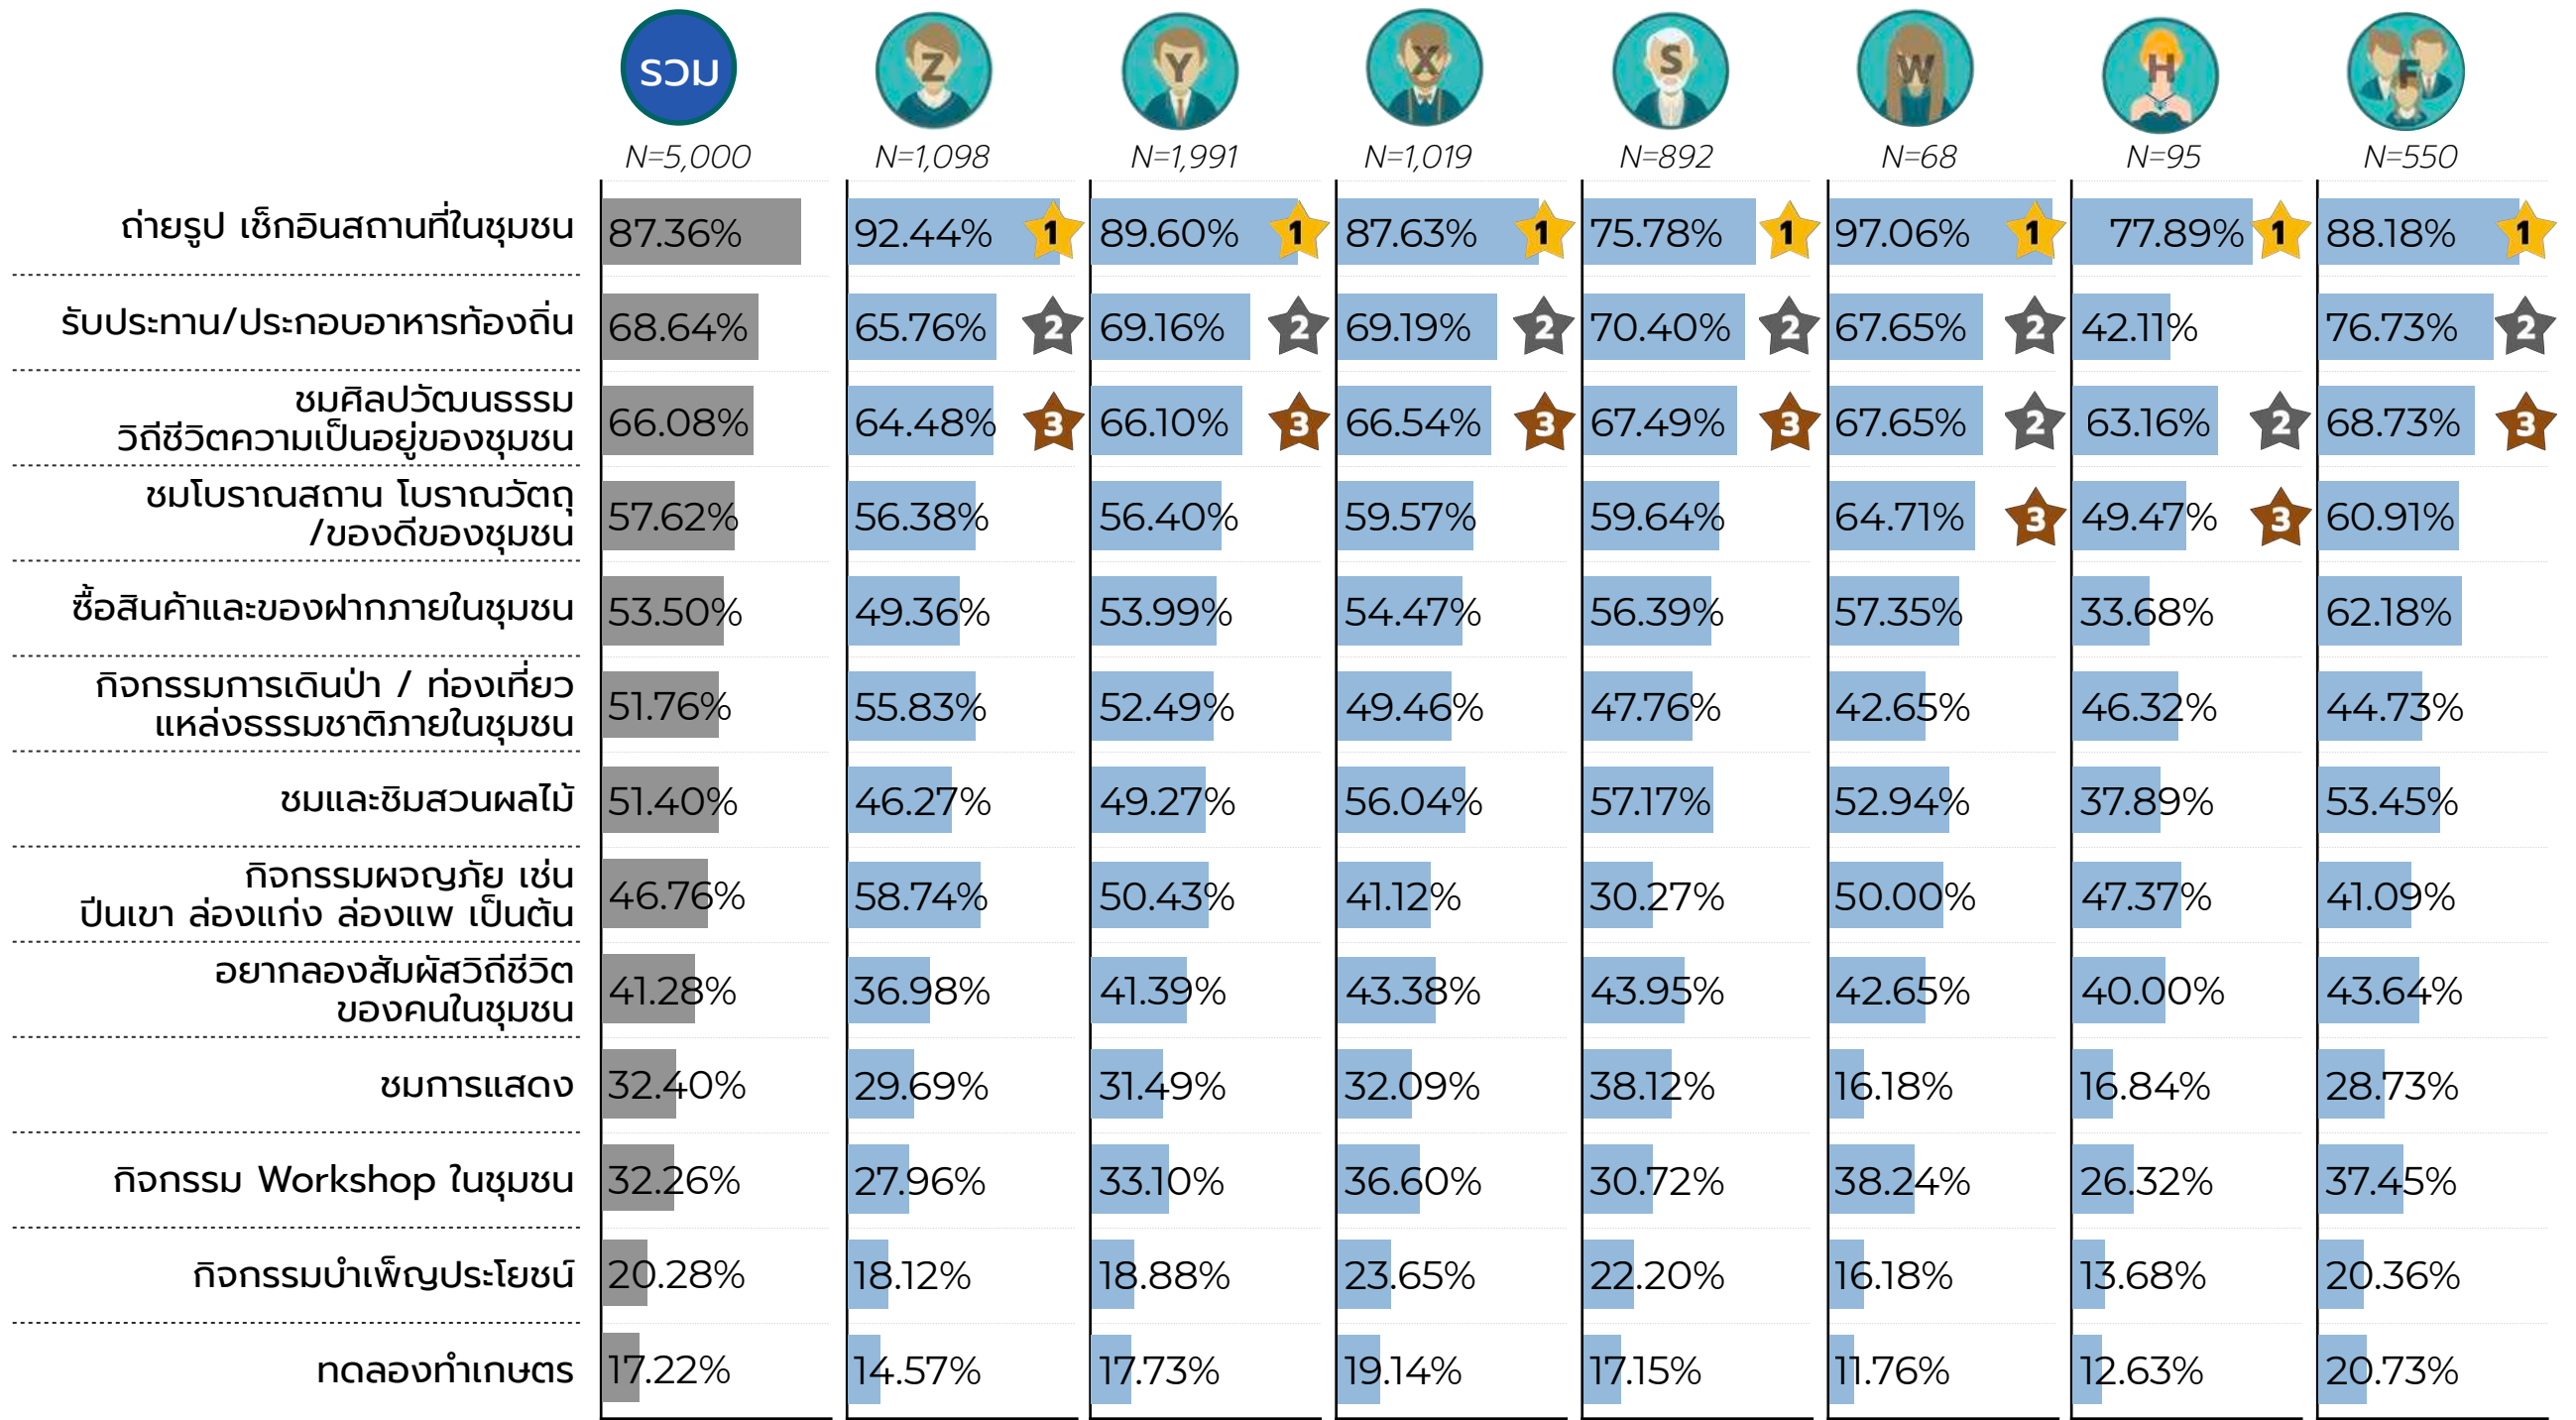 รวม Z Y X S W H F
N=5,000 N=1,098 N=1,991 N=1,019 N=892 N=68 N=95 N=550
ถ่ายรูป เช็กอินสถานที่ในชุมชน 87.36% 92.44% 1 89.60% 1 87.63% 1 75.78% 1 97.06% 1 77.89% 1 88.18% 1
รับประทาน/ประกอบอาหารท้องถิ่น 68.64% 65.76% 2 69.16% 2 69.19% 2 70.40% 2 67.65% 2 42.11% 76.73% 2
ชมศิลปวัฒนธรรม
วิถีชีวิตความเป็นอยู่ของชุมชน 66.08% 64.48% 3 66.10% 3 66.54% 3 67.49% 3 67.65% 2 63.16% 2 68.73% 3
ชมโบราณสถาน โบราณวัตถุ
/ของดีของชุมชน 57.62% 56.38% 56.40% 59.57% 59.64% 64.71% 3 49.47% 3 60.91%
ซื้อสินค้าและของฝากภายในชุมชน 53.50% 49.36% 53.99% 54.47% 56.39% 57.35% 33.68% 62.18%
กิจกรรมการเดินป่า / ท่องเที่ยว
แหล่งธรรมชาติภายในชุมชน 51.76% 55.83% 52.49% 49.46% 47.76% 42.65% 46.32% 44.73%
ชมและชิมสวนผลไม้ 51.40% 46.27% 49.27% 56.04% 57.17% 52.94% 37.89% 53.45%
กิจกรรมผจญภัย เช่น
ปีนเขา ล่องแก่ง ล่องแพ เป็นต้น 46.76% 58.74% 50.43% 41.12% 30.27% 50.00% 47.37% 41.09%
อยากลองสัมผัสวิถีชีวิต
ของคนในชุมชน 41.28% 36.98% 41.39% 43.38% 43.95% 42.65% 40.00% 43.64%
ชมการแสดง 32.40% 29.69% 31.49% 32.09% 38.12% 16.18% 16.84% 28.73%
กิจกรรม Workshop ในชุมชน 32.26% 27.96% 33.10% 36.60% 30.72% 38.24% 26.32% 37.45%
กิจกรรมบำเพ็ญประโยชน์ 20.28% 18.12% 18.88% 23.65% 22.20% 16.18% 13.68% 20.36%
ทดลองทำเกษตร 17.22% 14.57% 17.73% 19.14% 17.15% 11.76% 12.63% 20.73%